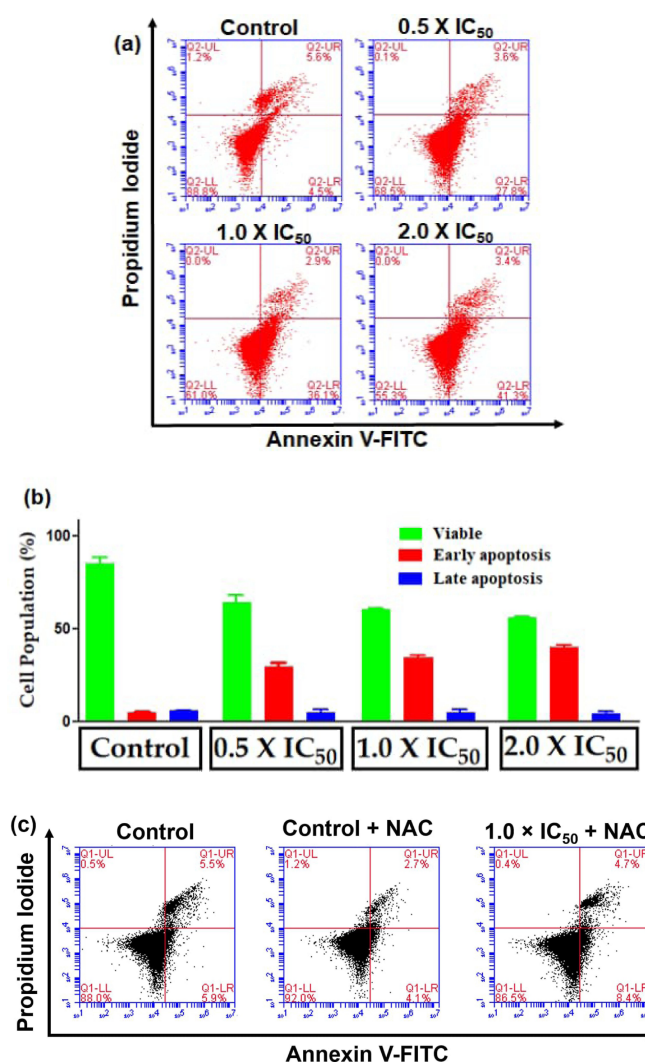 (a)
Control
0.5 X IC50
Q2-UL Q2-UR
1.2% 5.6%
Q2-LL Q2-LR
88.8% 4.5%
Q2-UL Q2-UR
0.1% 3.6%
Q2-LL Q2-LR
68.5% 27.8%
1.0 X IC50
2.0 X IC50
Q2-UL Q2-UR
0.0% 2.9%
Q2-LL Q2-LR
61.0% 36.1%
Q2-UL Q2-UR
0.0% 3.4%
Q2-LL Q2-LR
55.3% 41.3%
Propidium Iodide
Annexin V-FITC
(b)
Cell Population (%)
100
50
0
Viable
Early apoptosis
Late apoptosis
Control
0.5 X IC50
1.0 X IC50
2.0 X IC50
(c)
Control
Control + NAC
1.0 × IC50 + NAC
Q1-UL Q1-UR
0.5% 5.5%
Q1-LL Q1-LR
88.0% 5.9%
Q1-UL Q1-UR
1.2% 2.7%
Q1-LL Q1-LR
92.0% 4.1%
Q1-UL Q1-UR
0.4% 4.7%
Q1-LL Q1-LR
86.5% 8.4%
Propidium Iodide
Annexin V-FITC